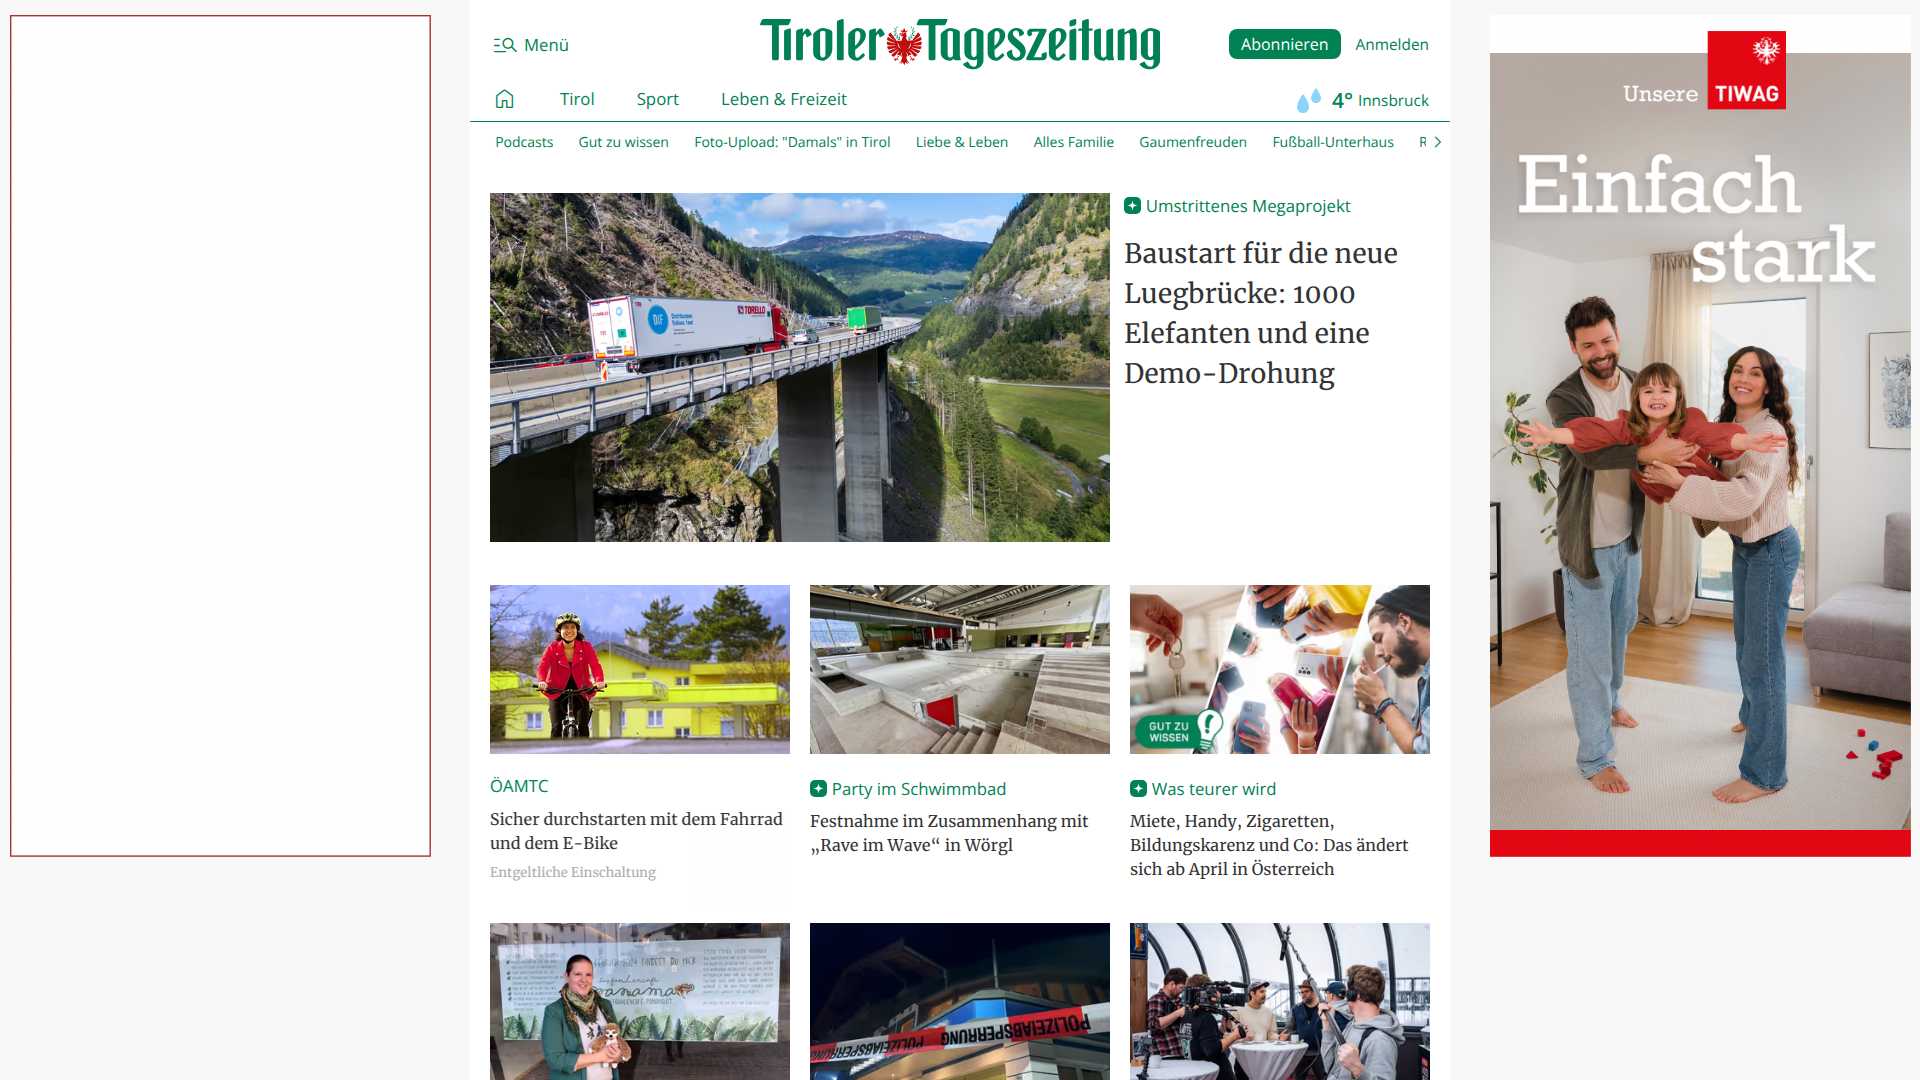 Menü
Tiroler Tageszeitung
Abonnieren
Anmelden
Tirol
Sport
Leben & Freizeit
4° Innsbruck
Podcasts
Gut zu wissen
Foto-Upload: "Damals" in Tirol
Liebe & Leben
Alles Familie
Gaumenfreuden
Fußball-Unterhaus
Umstrittenes Megaprojekt
Baustart für die neue
Luegbrücke: 1000
Elefanten und eine
Demo-Drohung
TORELLO
GUT ZU
WISSEN
ÖAMTC
Sicher durchstarten mit dem Fahrrad
und dem E-Bike
Entgeltliche Einschaltung
Party im Schwimmbad
Festnahme im Zusammenhang mit
„Rave im Wave“ in Wörgl
Was teurer wird
Miete, Handy, Zigaretten,
Bildungskarenz und Co: Das ändert
sich ab April in Österreich
POLIZEIABSPERRUNG
POLIZEIABSPERRUNG
Unsere TIWAG
Einfach
stark